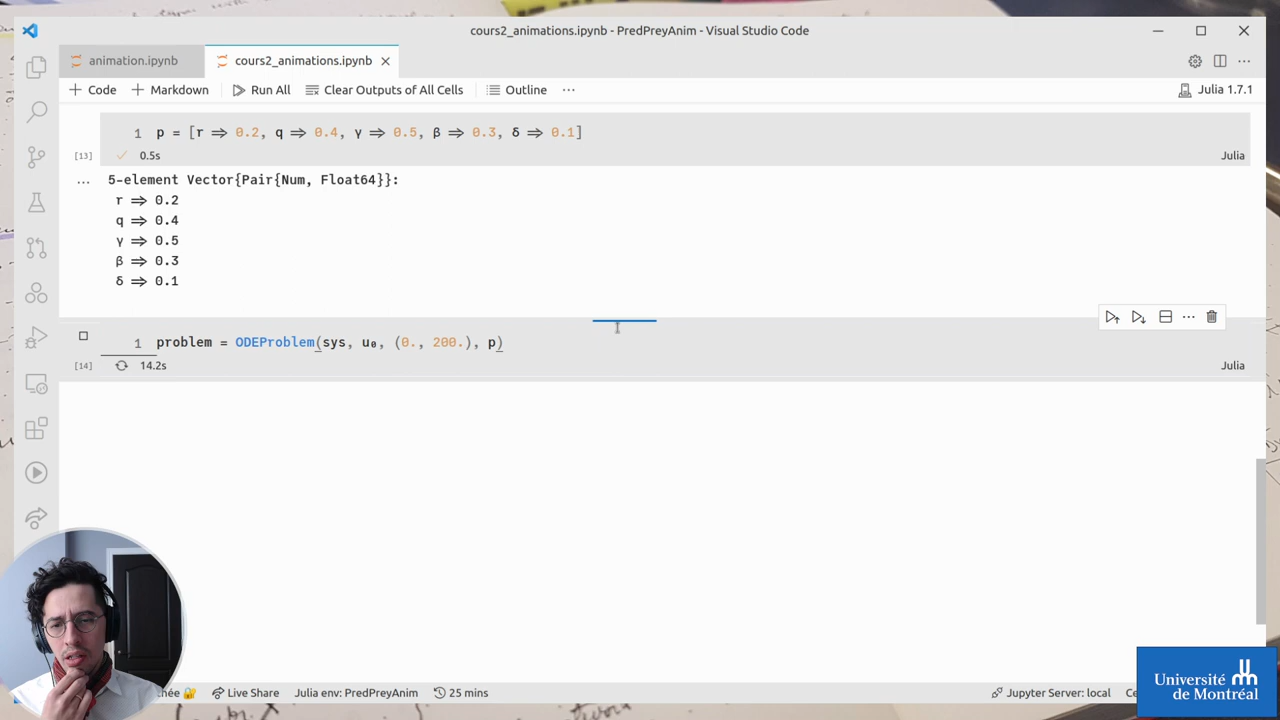 cours2_animations.ipynb - PredPreyAnim - Visual Studio Code
animation.ipynb
cours2_animations.ipynb
Code
Markdown
Run All
Clear Outputs of All Cells
Outline
Julia 1.7.1
1 p = [r => 0.2, q => 0.4, γ => 0.5, β => 0.3, δ => 0.1]
[13] 0.5s Julia
5-element Vector{Pair{Num, Float64}}:
r => 0.2
q => 0.4
γ => 0.5
β => 0.3
δ => 0.1
1 problem = ODEProblem(sys, u₀, (0., 200.), p)
[14] 14.2s Julia
Live Share
Julia env: PredPreyAnim
25 mins
Jupyter Server: local
Université
de Montréal